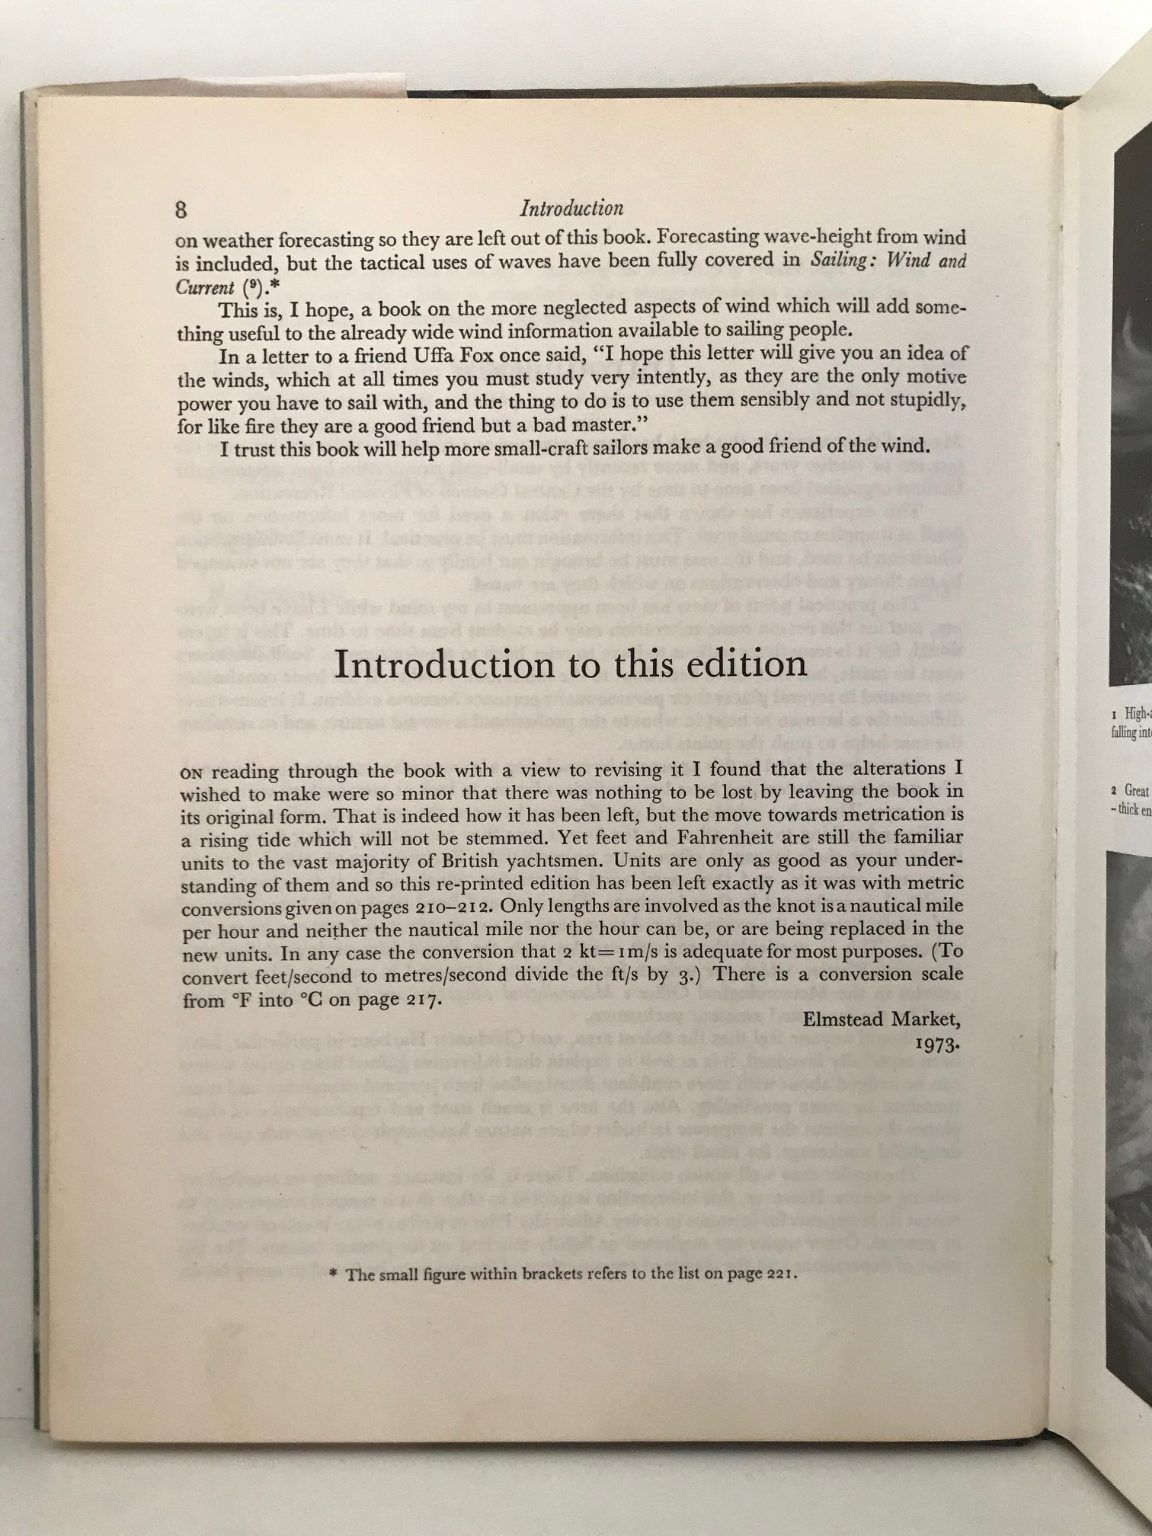 8 Introduction
on weather forecasting so they are left out of this book. Forecasting wave-height from wind
is included, but the tactical uses of waves have been fully covered in Sailing: Wind and
Current (⁹).*
This is, I hope, a book on the more neglected aspects of wind which will add some-
thing useful to the already wide wind information available to sailing people.
In a letter to a friend Uffa Fox once said, “I hope this letter will give you an idea of
the winds, which at all times you must study very intently, as they are the only motive
power you have to sail with, and the thing to do is to use them sensibly and not stupidly,
for like fire they are a good friend but a bad master.”
I trust this book will help more small-craft sailors make a good friend of the wind.
Introduction to this edition
ON reading through the book with a view to revising it I found that the alterations I
wished to make were so minor that there was nothing to be lost by leaving the book in
its original form. That is indeed how it has been left, but the move towards metrication is
a rising tide which will not be stemmed. Yet feet and Fahrenheit are still the familiar
units to the vast majority of British yachtsmen. Units are only as good as your under-
standing of them and so this re-printed edition has been left exactly as it was with metric
conversions given on pages 210–212. Only lengths are involved as the knot is a nautical mile
per hour and neither the nautical mile nor the hour can be, or are being replaced in the
new units. In any case the conversion that 2 kt=1m/s is adequate for most purposes. (To
convert feet/second to metres/second divide the ft/s by 3.) There is a conversion scale
from °F into °C on page 217.
Elmstead Market,
1973.
* The small figure within brackets refers to the list on page 221.
1 High-
falling
2 Great
– thick